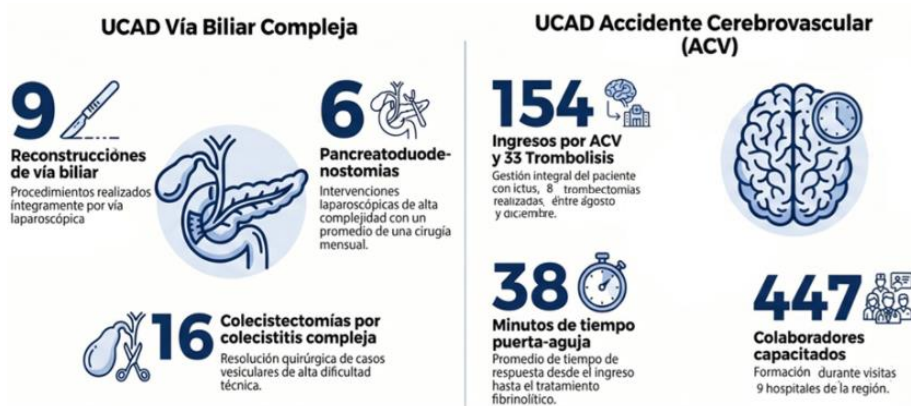 UCAD Vía Biliar Compleja
9
Reconstrucciónes
de vía biliar
Procedimientos realizados
íntegramente por vía
laparoscópica
6
Pancreatoduode-
nostomias
Intervenciones
laparoscópicas de alta
complejidad con un
promedio de una cirugía
mensual.
16
Colecistectomías por
colecistitis compleja
Resolución quirúrgica de casos
vesiculares de alta dificultad
técnica.
UCAD Accidente Cerebrovascular
(ACV)
154
Ingresos por ACV
y 33 Trombolisis
Gestión integral del paciente
con ictus, 8 trombectomias
realizadas, entre agosto
y diciembre.
38
Minutos de tiempo
puerta-aguja
Promedio de tiempo de
respuesta desde el ingreso
hasta el tratamiento
fibrinolítico.
447
Colaboradores
capacitados
Formación durante visitas
9 hospitales de la región.